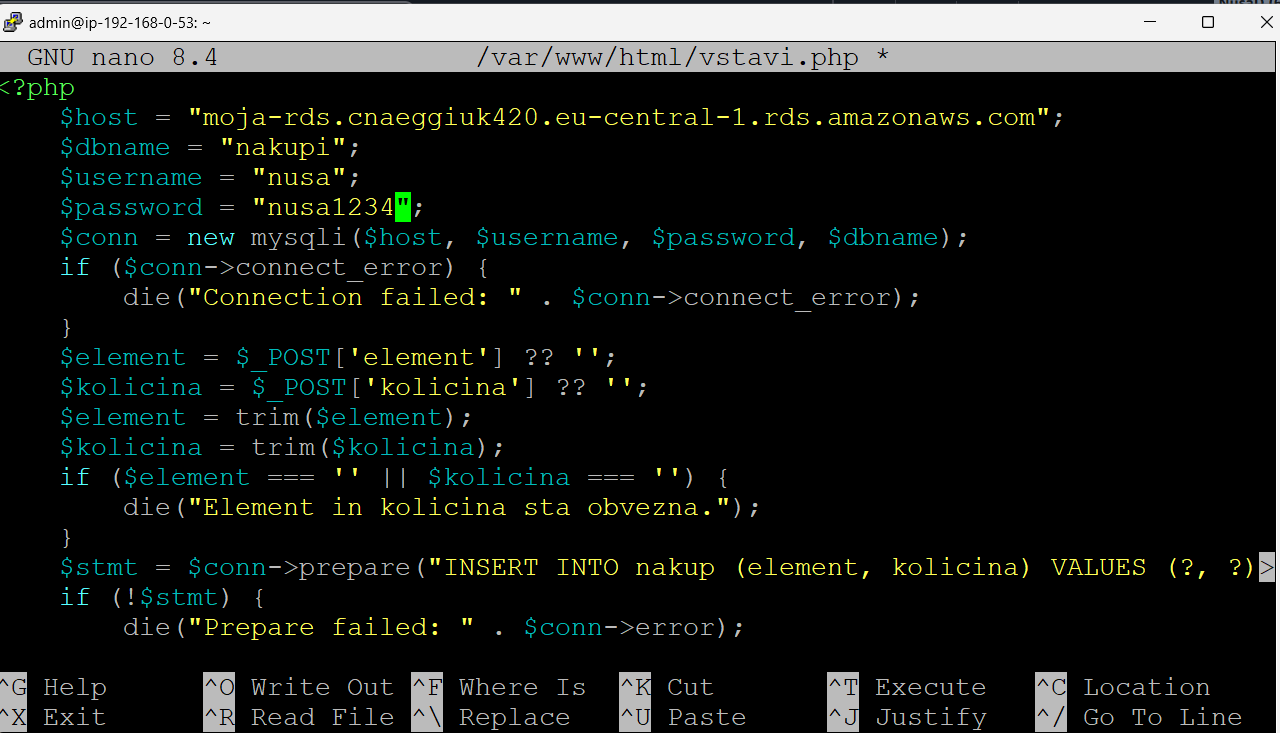 admin@ip-192-168-0-53: ~
GNU nano 8.4 /var/www/html/vstavi.php *
<?php
$host = "moja-rds.cnaeggiuk420.eu-central-1.rds.amazonaws.com";
$dbname = "nakupi";
$username = "nusa";
$password = "nusa1234";
$conn = new mysqli($host, $username, $password, $dbname);
if ($conn->connect_error) {
die("Connection failed: " . $conn->connect_error);
}
$element = $_POST['element'] ?? '';
$kolicina = $_POST['kolicina'] ?? '';
$element = trim($element);
$kolicina = trim($kolicina);
if ($element === '' || $kolicina === '') {
die("Element in kolicina sta obvezna.");
}
$stmt = $conn->prepare("INSERT INTO nakup (element, kolicina) VALUES (?, ?)>
if (!$stmt) {
die("Prepare failed: " . $conn->error);
^G Help ^O Write Out ^F Where Is ^K Cut ^T Execute ^C Location
^X Exit ^R Read File ^\ Replace ^U Paste ^J Justify ^/ Go To Line